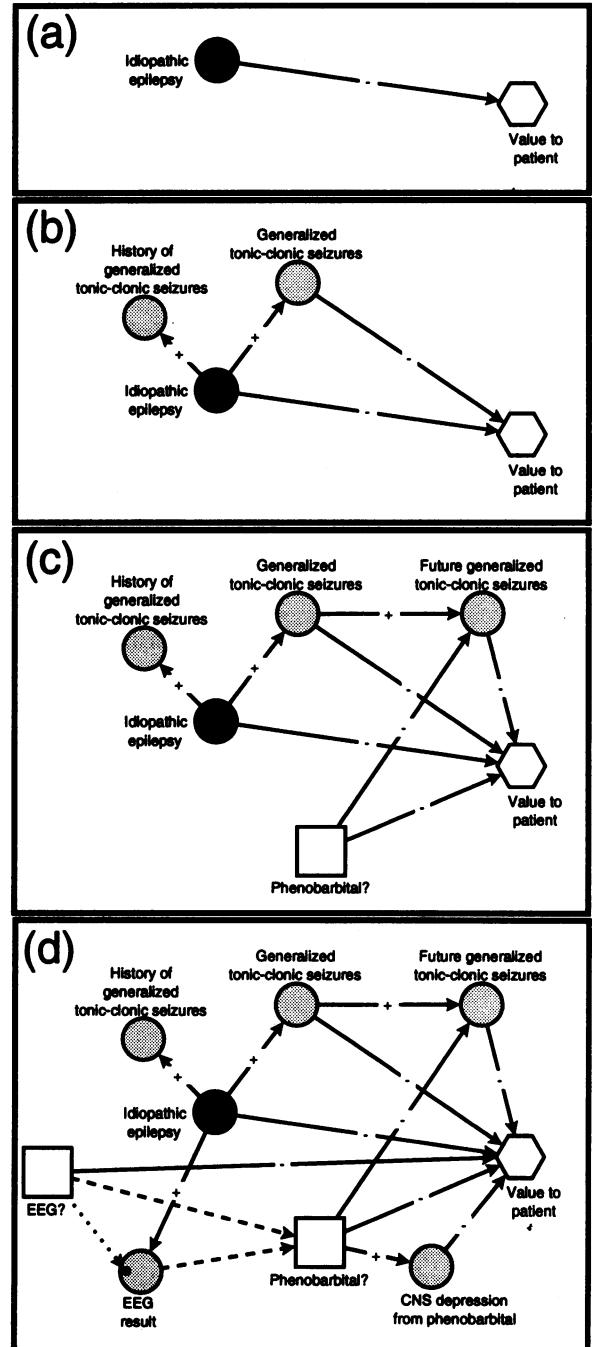 (a)
Idiopathic
epilepsy
-
Value to
patient
(b)
History of
generalized
tonic-clonic seizures
Generalized
tonic-clonic seizures
+
+
-
Idiopathic
epilepsy
-
Value to
patient
(c)
History of
generalized
tonic-clonic seizures
Generalized
tonic-clonic seizures
Future generalized
tonic-clonic seizures
+
+
+
-
-
-
Idiopathic
epilepsy
-
-
Value to
patient
Phenobarbital?
(d)
History of
generalized
tonic-clonic seizures
Generalized
tonic-clonic seizures
Future generalized
tonic-clonic seizures
+
+
+
-
-
-
Idiopathic
epilepsy
-
-
+
-
-
Value to
patient
EEG?
Phenobarbital?
+
EEG
result
CNS depression
from phenobarbital